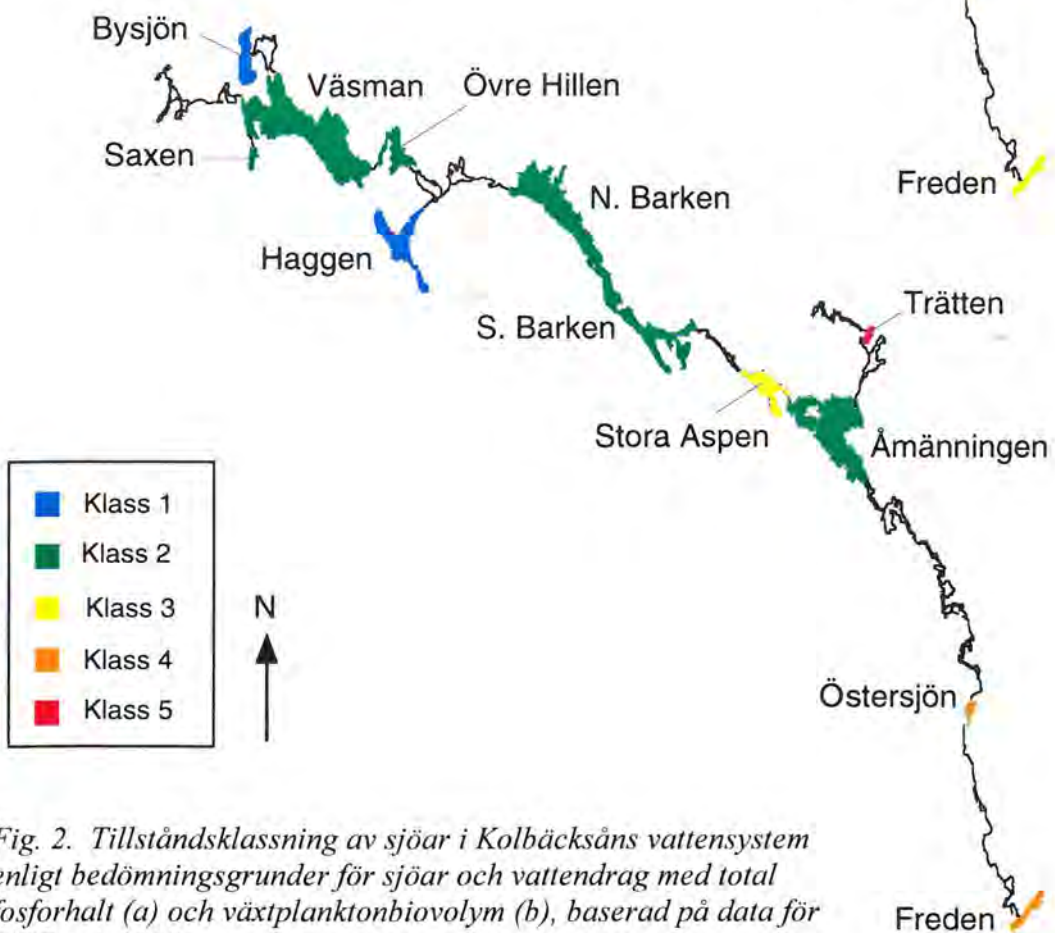 Bysjön
Väsman
Övre Hillen
Saxen
N. Barken
Freden
Haggen
Trätten
S. Barken
Stora Aspen
Åmänningen
Klass 1
Klass 2
Klass 3
Klass 4
Klass 5
N
Östersjön
Fig. 2. Tillståndsklassning av sjöar i Kolbäcksåns vattensystem
enligt bedömningsgrunder för sjöar och vattendrag med total
fosforhalt (a) och växtplanktonbiovolym (b), baserad på data för
Freden